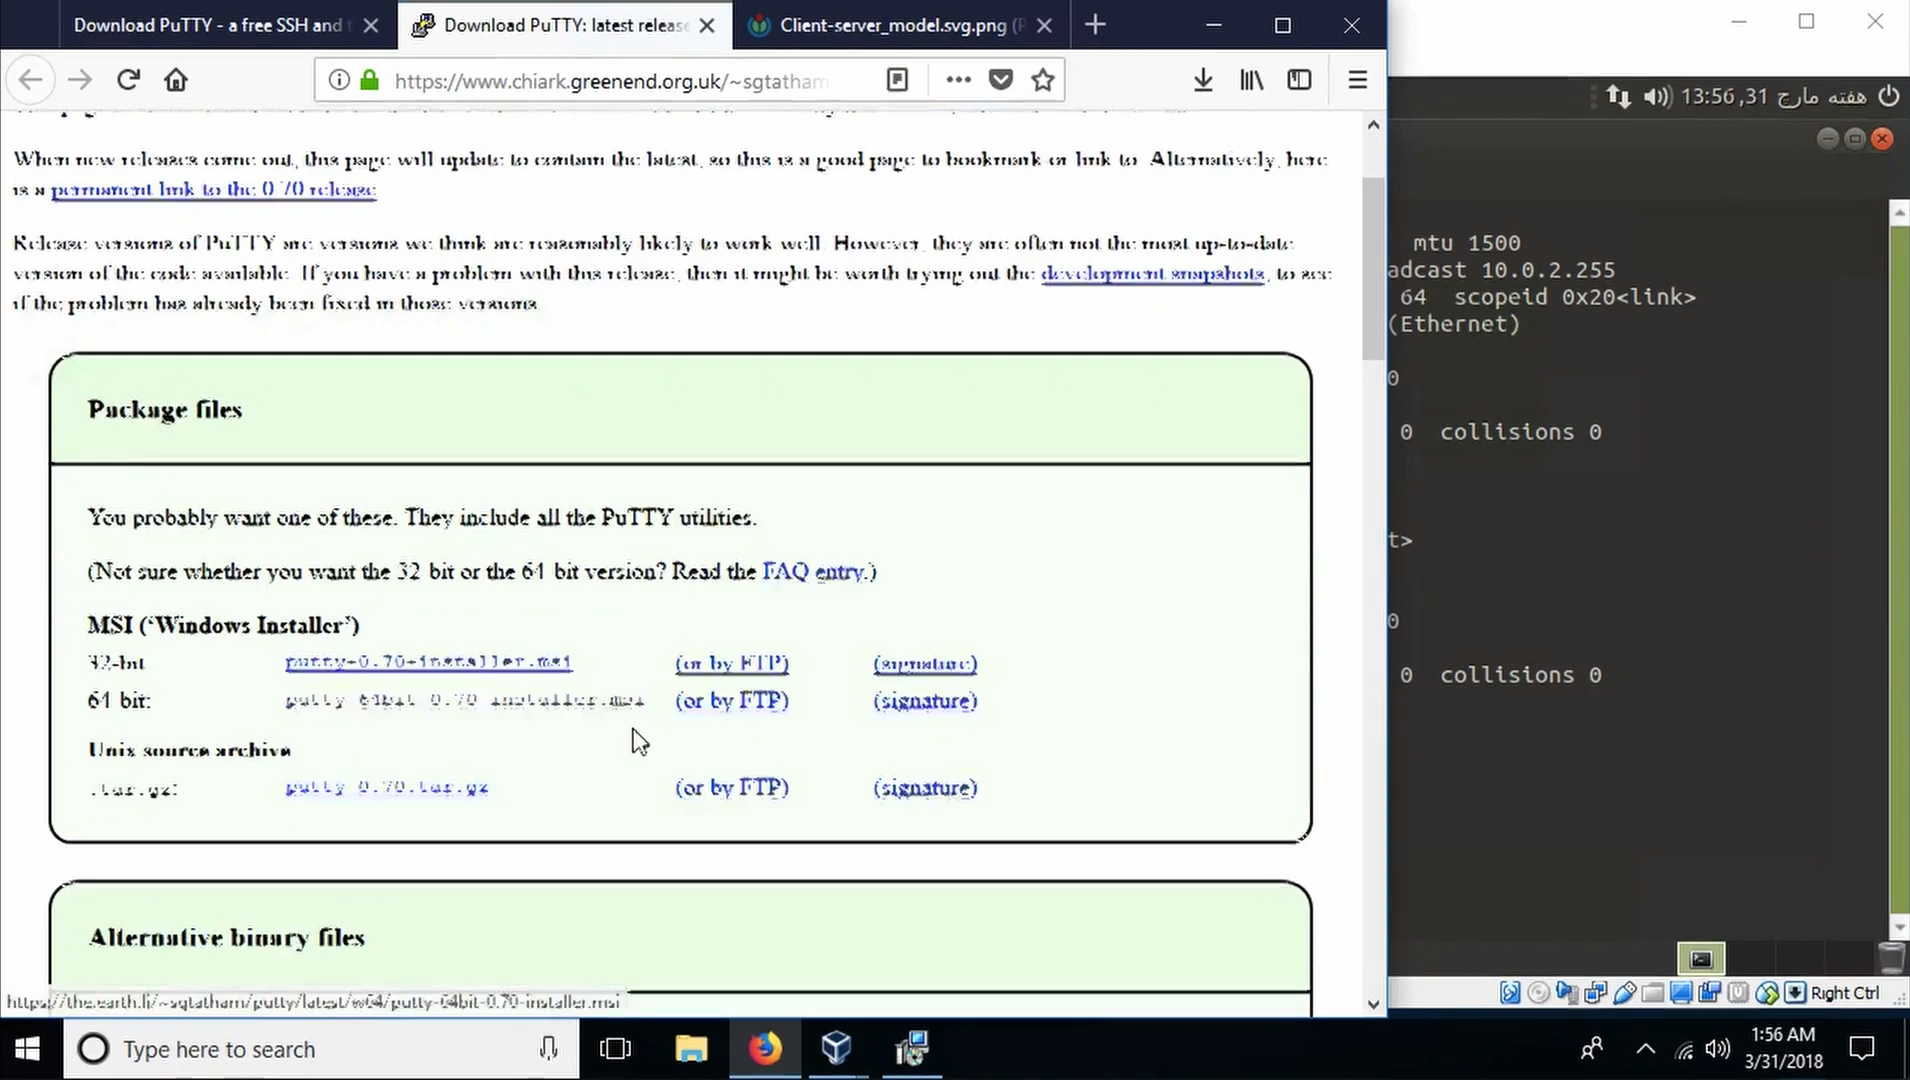 Download PuTTY - a free SSH and t
Download PuTTY: latest release
Client-server_model.svg.png (P
https://www.chiark.greenend.org.uk/~sgtatham
When new releases come out, this page will update to contain the latest, so this is a good page to bookmark or link to. Alternatively, here
is a permanent link to the 0.70 release
Release versions of PuTTY are versions we think are reasonably likely to work well. However, they are often not the most up-to-date
version of the code available. If you have a problem with this release, then it might be worth trying out the development snapshots, to see
if the problem has already been fixed in those versions.
Package files
You probably want one of these. They include all the PuTTY utilities.
(Not sure whether you want the 32-bit or the 64-bit version? Read the FAQ entry.)
MSI (‘Windows Installer’)
32-bit: putty-0.70-installer.msi (or by FTP) (signature)
64-bit: putty-64bit-0.70-installer.msi (or by FTP) (signature)
Unix source archive
.tar.gz: putty-0.70.tar.gz (or by FTP) (signature)
Alternative binary files
https://the.earth.li/~sgtatham/putty/latest/w64/putty-64bit-0.70-installer.msi
هفته مارچ 31, 13:56
mtu 1500
adcast 10.0.2.255
64 scopeid 0x20<link>
(Ethernet)
0
0 collisions 0
t>
0
0 collisions 0
Right Ctrl
Type here to search
1:56 AM
3/31/2018